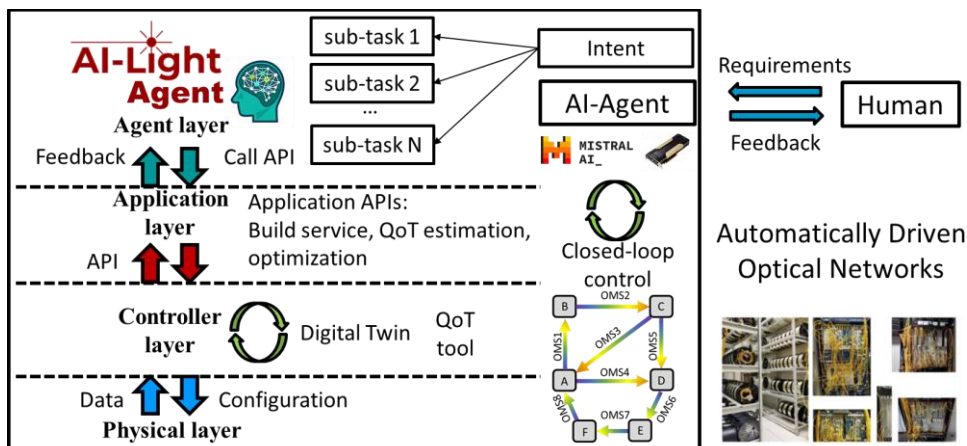 AI-Light
Agent
Agent layer
Feedback
Call API
sub-task 1
sub-task 2
...
sub-task N
Intent
AI-Agent
MISTRAL
AI_
Requirements
Human
Feedback
Application
layer
API
Application APIs:
Build service, QoT estimation,
optimization
Closed-loop
control
Automatically Driven
Optical Networks
Controller
layer
Digital Twin
QoT
tool
B
OMS2
C
OMS1
OMS3
OMS5
A
OMS4
D
OMS8
OMS7
OMS6
F
E
Data
Configuration
Physical layer